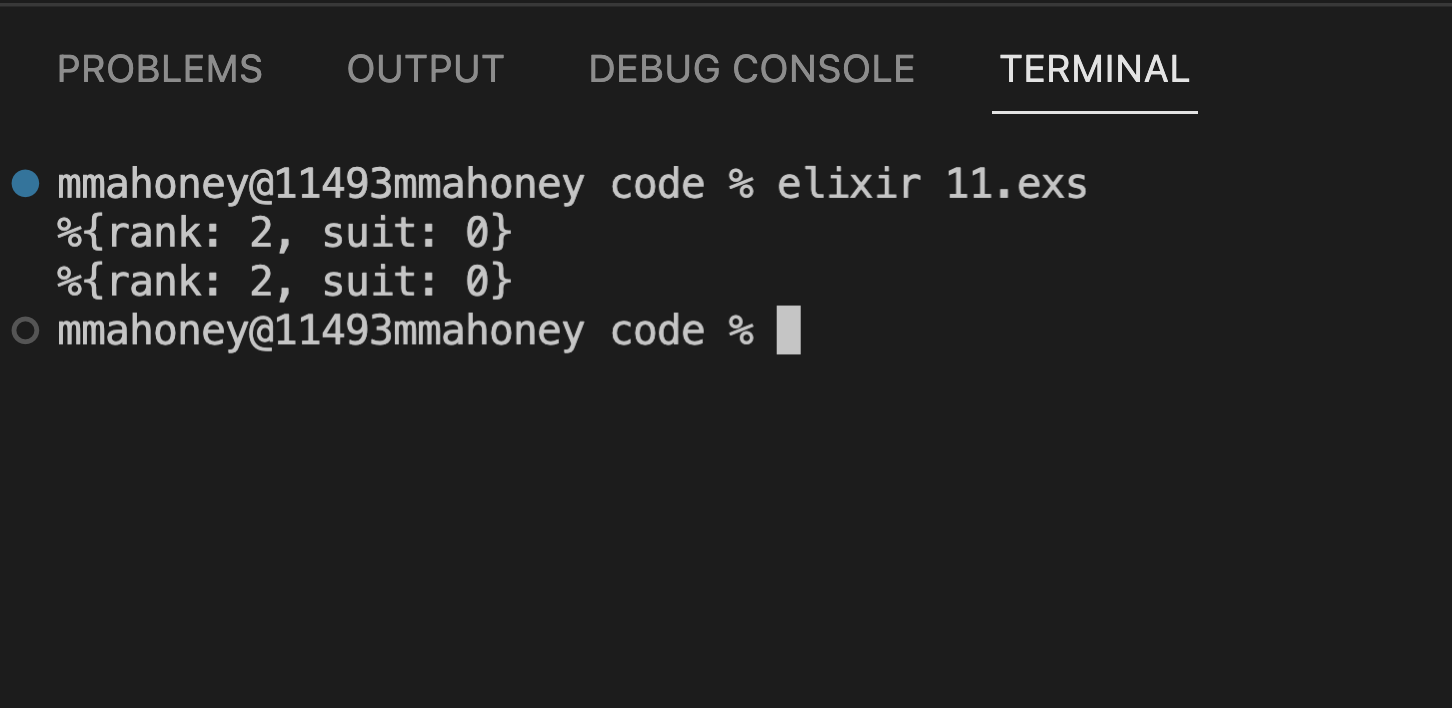 PROBLEMS OUTPUT DEBUG CONSOLE TERMINAL
mmahoney@11493mmahoney code % elixir 11.exs
%{rank: 2, suit: 0}
%{rank: 2, suit: 0}
mmahoney@11493mmahoney code %